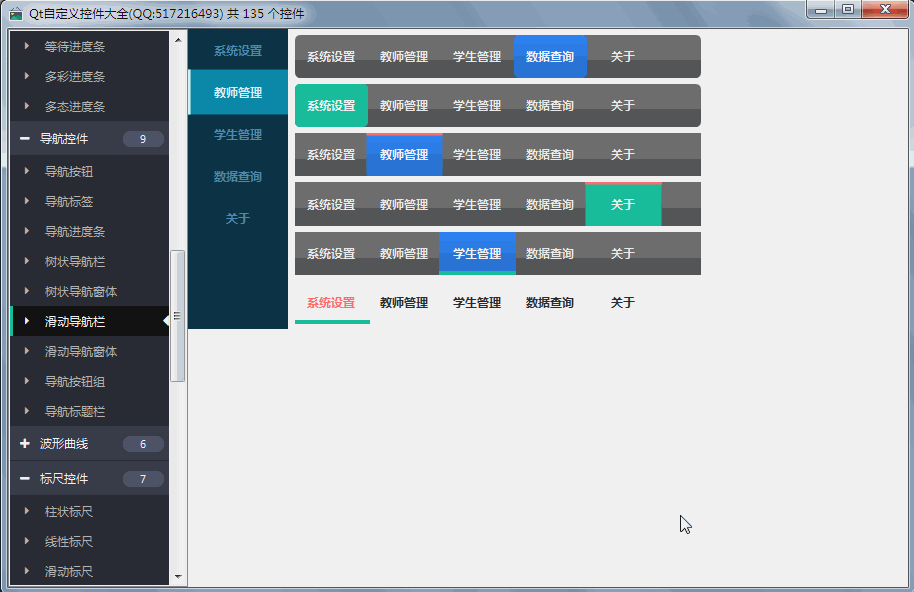 Qt自定义控件大全(QQ:517216493) 共 135 个控件
等待进度条
多彩进度条
多态进度条
导航控件 9
导航按钮
导航标签
导航进度条
树状导航栏
树状导航窗体
滑动导航栏
滑动导航窗体
导航按钮组
导航标题栏
波形曲线 6
标尺控件 7
柱状标尺
线性标尺
滑动标尺
系统设置
教师管理
学生管理
数据查询
关于
系统设置 教师管理 学生管理 数据查询 关于
系统设置 教师管理 学生管理 数据查询 关于
系统设置 教师管理 学生管理 数据查询 关于
系统设置 教师管理 学生管理 数据查询 关于
系统设置 教师管理 学生管理 数据查询 关于
系统设置 教师管理 学生管理 数据查询 关于